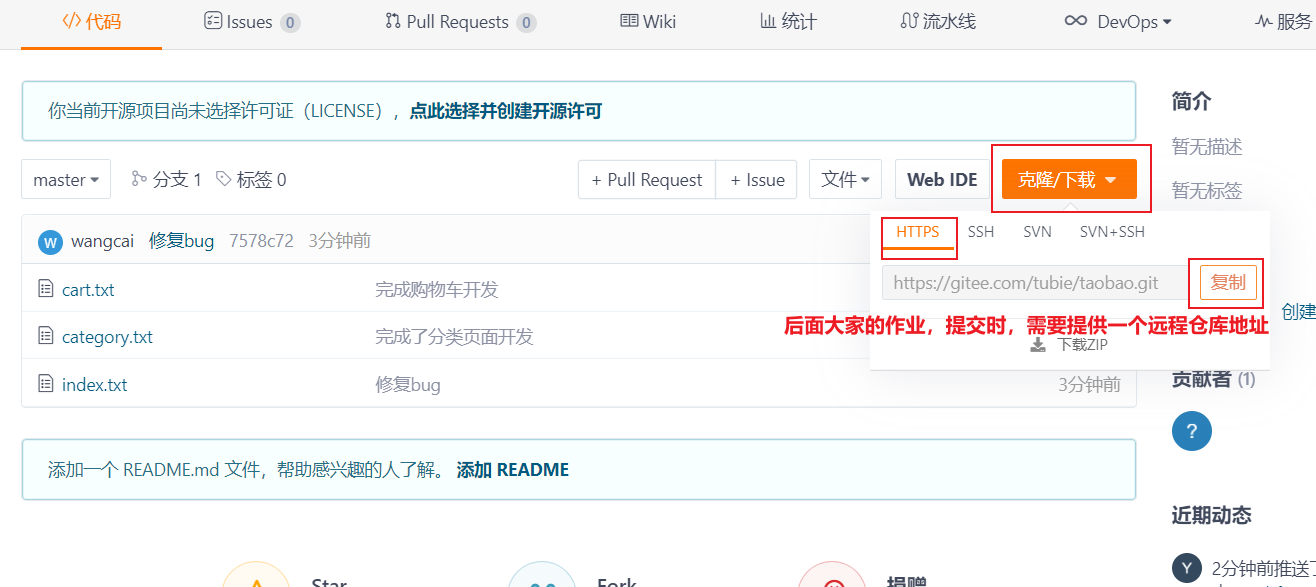 代码 Issues 0 Pull Requests 0 Wiki 统计 流水线 DevOps 服务
你当前开源项目尚未选择许可证（LICENSE），点此选择并创建开源许可
简介
暂无描述
master 分支 1 标签 0 + Pull Request + Issue 文件 Web IDE 克隆/下载
暂无标签
W wangcai 修复bug 7578c72 3分钟前
HTTPS SSH SVN SVN+SSH
https://gitee.com/tubie/taobao.git 复制
cart.txt 完成购物车开发
创建
后面大家的作业，提交时，需要提供一个远程仓库地址
category.txt 完成了分类页面开发
下载ZIP
index.txt 修复bug 3分钟前
贡献者 (1)
?
添加一个 README.md 文件，帮助感兴趣的人了解。 添加 README
近期动态
Y 2分钟前推送了
Star Fork 捐赠